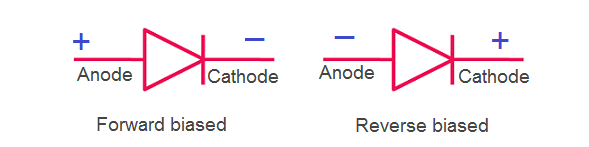 + − − +
Anode Cathode Anode Cathode
Forward biased Reverse biased